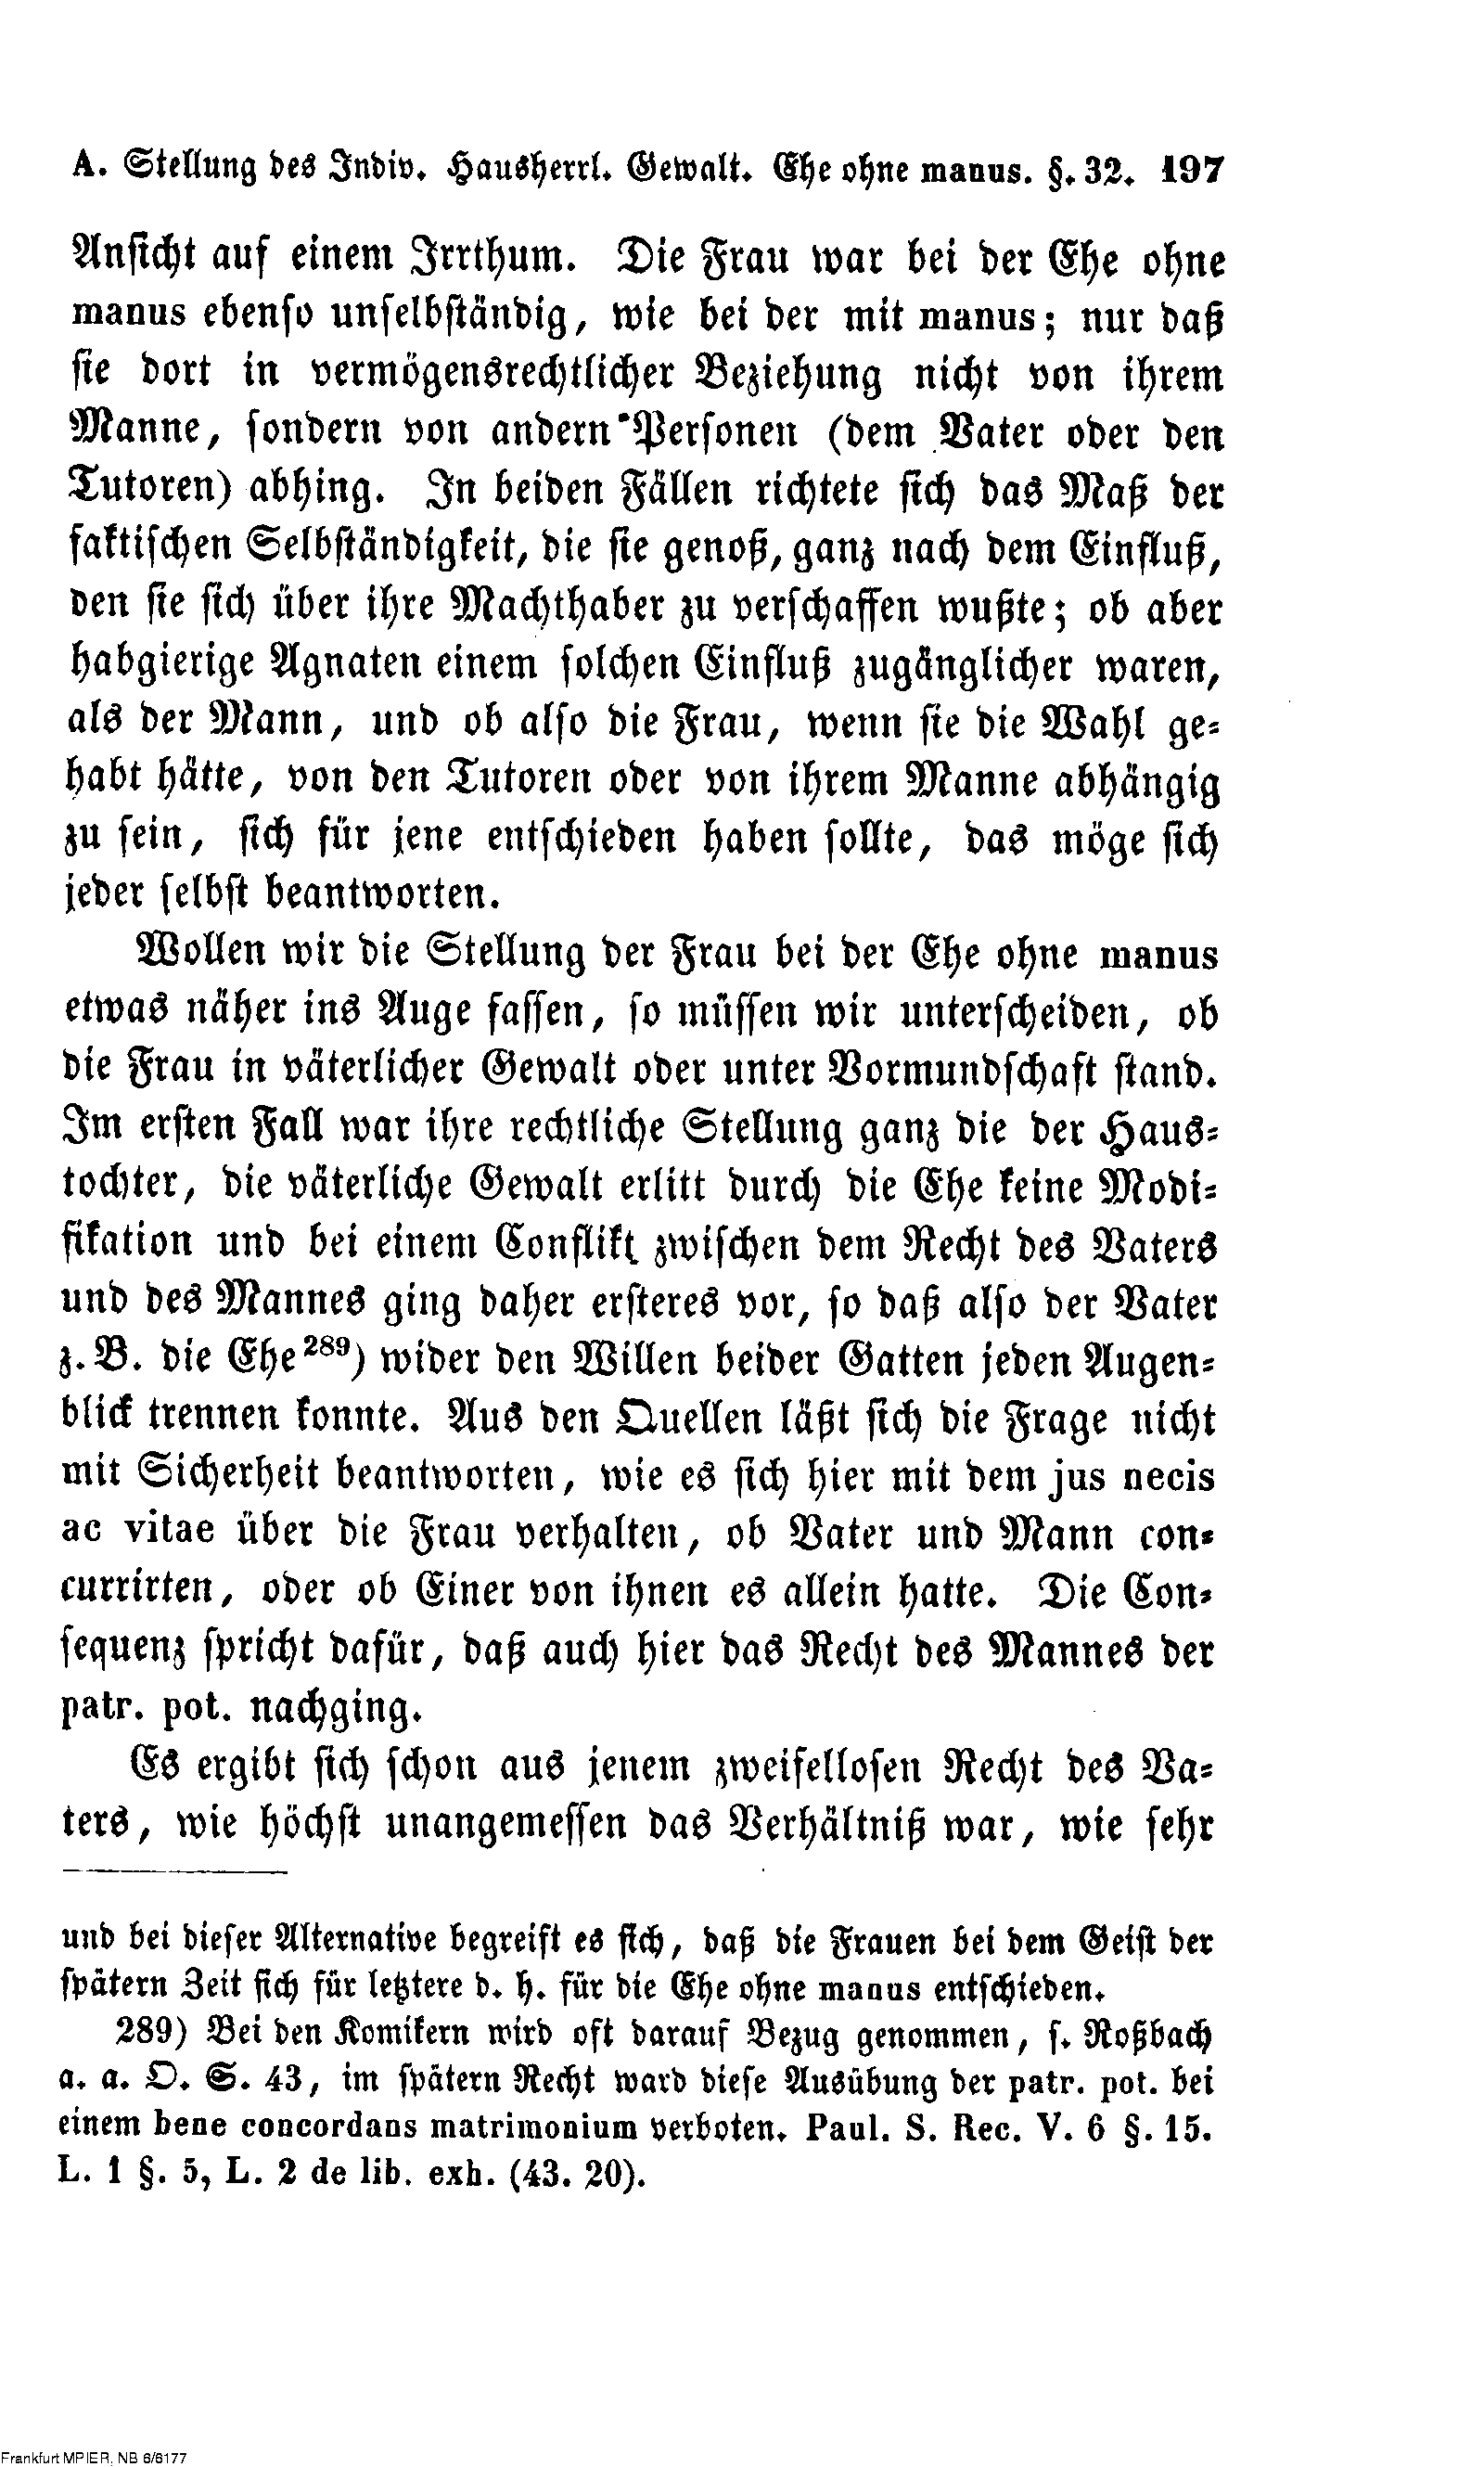 A. Stellung des Indiv. Hausherrl. Gewalt. Ehe ohne manus. §. 32. 197
Ansicht auf einem Irrthum. Die Frau war bei der Ehe ohne
manus ebenso unselbständig, wie bei der mit manus; nur daß
sie dort in vermögensrechtlicher Beziehung nicht von ihrem
Manne, sondern von andern Personen (dem Vater oder den
Tutoren) abhing. In beiden Fällen richtete sich das Maß der
faktischen Selbständigkeit, die sie genoß, ganz nach dem Einfluß,
den sie sich über ihre Machthaber zu verschaffen wußte; ob aber
habgierige Agnaten einem solchen Einfluß zugänglicher waren,
als der Mann, und ob also die Frau, wenn sie die Wahl ge-
habt hätte, von den Tutoren oder von ihrem Manne abhängig
zu sein, sich für jene entschieden haben sollte, das möge sich
jeder selbst beantworten.
Wollen wir die Stellung der Frau bei der Ehe ohne manus
etwas näher ins Auge fassen, so müssen wir unterscheiden, ob
die Frau in väterlicher Gewalt oder unter Vormundschaft stand.
Im ersten Fall war ihre rechtliche Stellung ganz die der Haus-
tochter, die väterliche Gewalt erlitt durch die Ehe keine Modi-
fikation und bei einem Conflikt zwischen dem Recht des Vaters
und des Mannes ging daher ersteres vor, so daß also der Vater
z. B. die Ehe²⁸⁹) wider den Willen beider Gatten jeden Augen-
blick trennen konnte. Aus den Quellen läßt sich die Frage nicht
mit Sicherheit beantworten, wie es sich hier mit dem jus necis
ac vitae über die Frau verhalten, ob Vater und Mann con-
currirten, oder ob Einer von ihnen es allein hatte. Die Con-
sequenz spricht dafür, daß auch hier das Recht des Mannes der
patr. pot. nachging.
Es ergibt sich schon aus jenem zweifellosen Recht des Va-
ters, wie höchst unangemessen das Verhältniß war, wie sehr
und bei dieser Alternative begreift es sich, daß die Frauen bei dem Geist der
spätern Zeit sich für letztere d. h. für die Ehe ohne manus entschieden.
289) Bei den Komikern wird oft darauf Bezug genommen, s. Roßbach
a. a. O. S. 43, im spätern Recht ward diese Ausübung der patr. pot. bei
einem bene concordans matrimonium verboten. Paul. S. Rec. V. 6 §. 15.
L. 1 §. 5, L. 2 de lib. exh. (43. 20).
Frankfurt MPIER, NB 6/6177